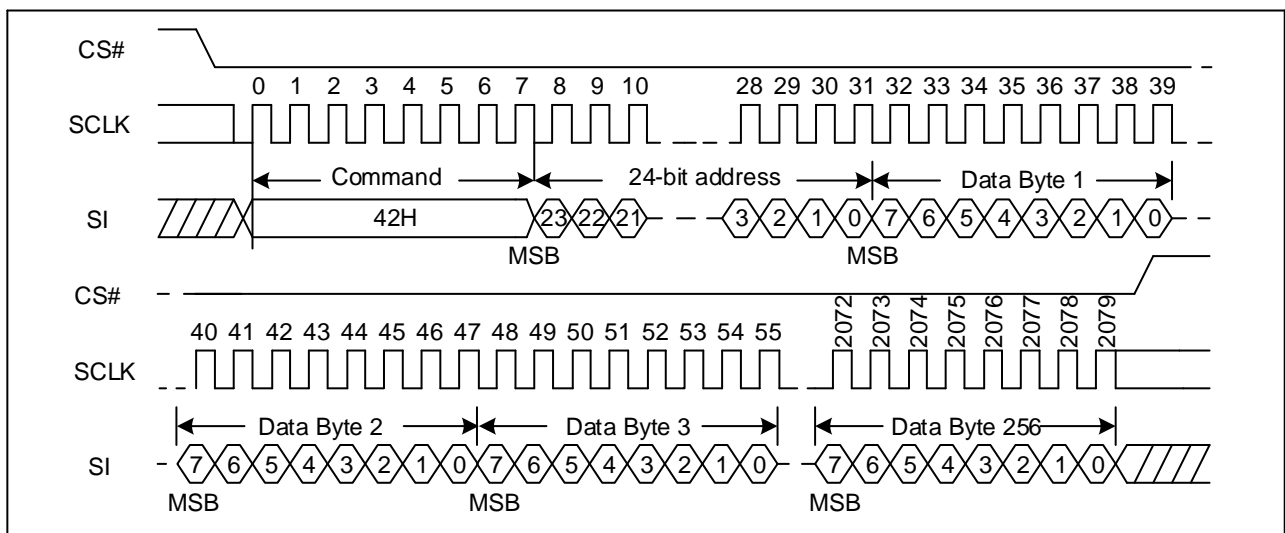 CS#
0 1 2 3 4 5 6 7 8 9 10 28 29 30 31 32 33 34 35 36 37 38 39
SCLK
Command 24-bit address Data Byte 1
SI 42H 23 22 21 3 2 1 0 7 6 5 4 3 2 1 0
MSB MSB
CS#
40 41 42 43 44 45 46 47 48 49 50 51 52 53 54 55 2072 2073 2074 2075 2076 2077 2078 2079
SCLK
Data Byte 2 Data Byte 3 Data Byte 256
SI 7 6 5 4 3 2 1 0 7 6 5 4 3 2 1 0 7 6 5 4 3 2 1 0
MSB MSB MSB